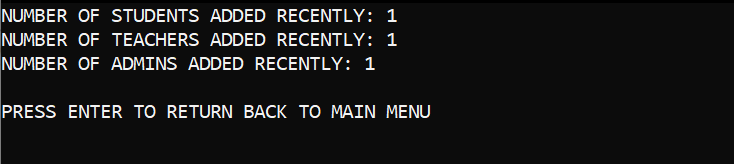 NUMBER OF STUDENTS ADDED RECENTLY: 1
NUMBER OF TEACHERS ADDED RECENTLY: 1
NUMBER OF ADMINS ADDED RECENTLY: 1
PRESS ENTER TO RETURN BACK TO MAIN MENU